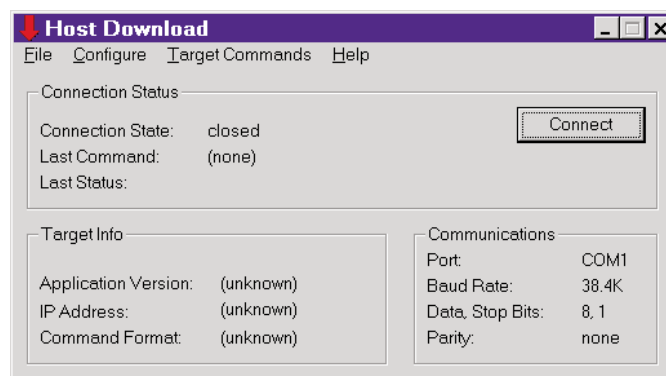 Host Download
File Configure Target Commands Help
Connection Status
Connect
Connection State: closed
Last Command: (none)
Last Status:
Target Info
Application Version: (unknown)
IP Address: (unknown)
Command Format: (unknown)
Communications
Port: COM1
Baud Rate: 38.4K
Data, Stop Bits: 8, 1
Parity: none